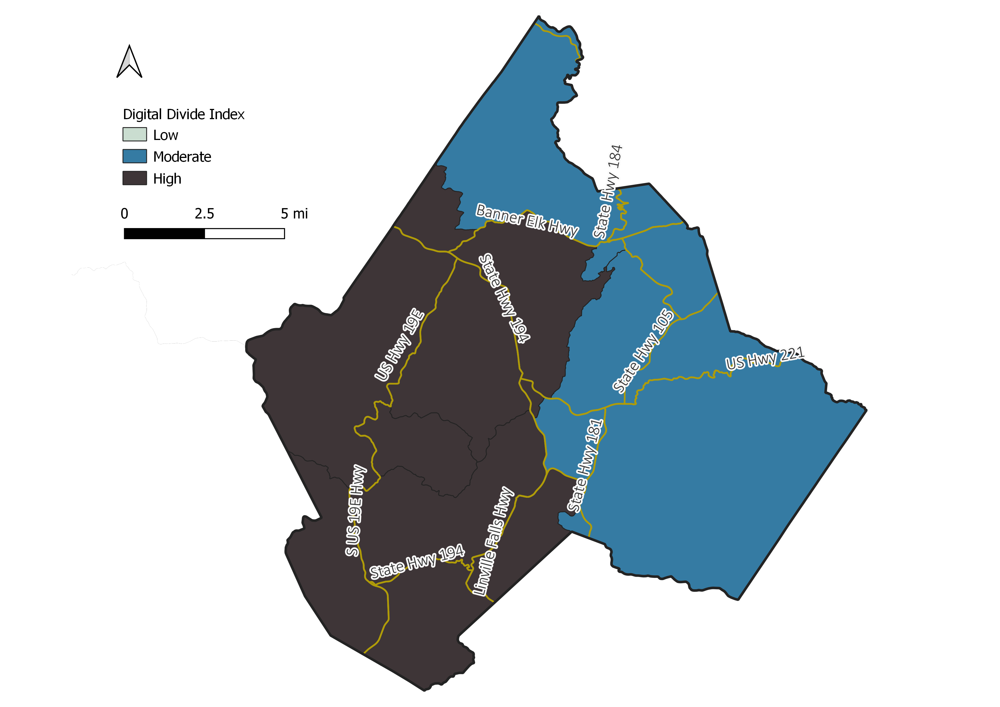 Digital Divide Index
Low
Moderate
High
0 2.5 5 mi
State Hwy 184
Banner Elk Hwy
State Hwy 194
US Hwy 19E
State Hwy 105
US Hwy 221
State Hwy 181
S US 19E Hwy
Linville Falls Hwy
State Hwy 194